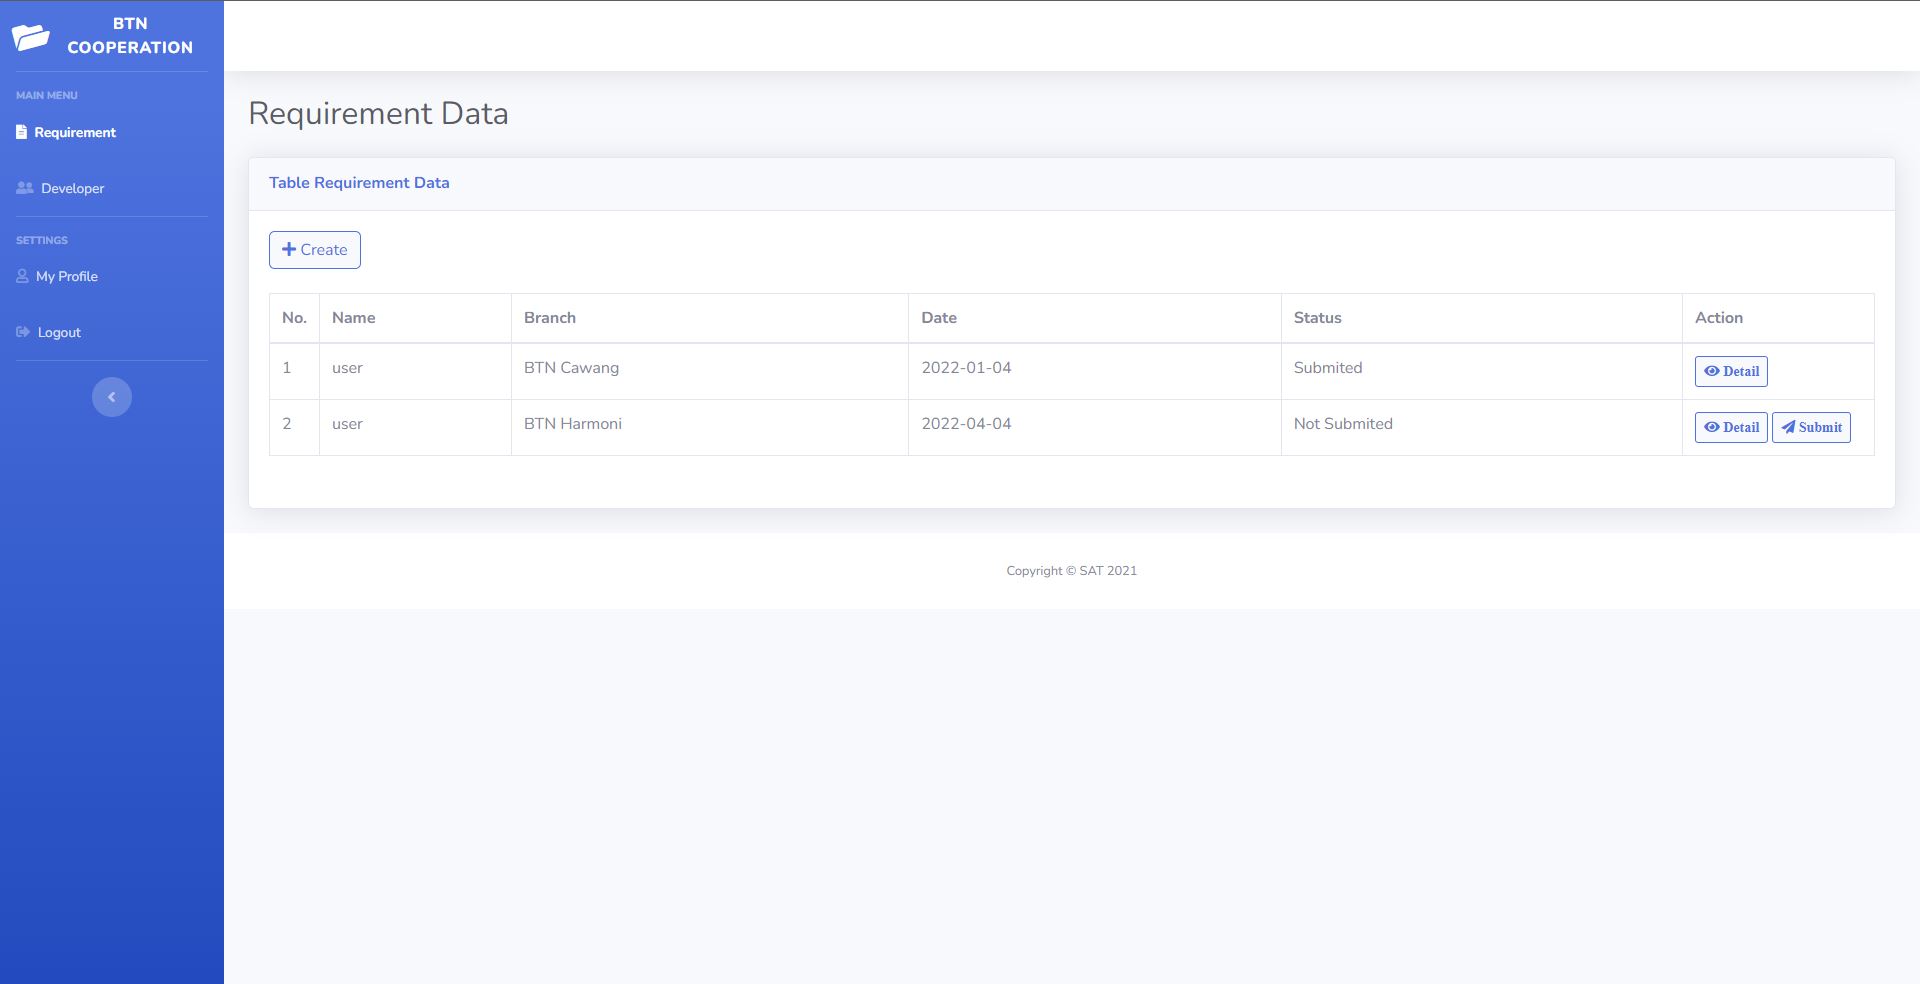 BTN
COOPERATION
MAIN MENU
Requirement
Developer
SETTINGS
My Profile
Logout
Requirement Data
Table Requirement Data
Create
No. Name Branch Date Status Action
1 user BTN Cawang 2022-01-04 Submited Detail
2 user BTN Harmoni 2022-04-04 Not Submited Detail Submit
Copyright © SAT 2021